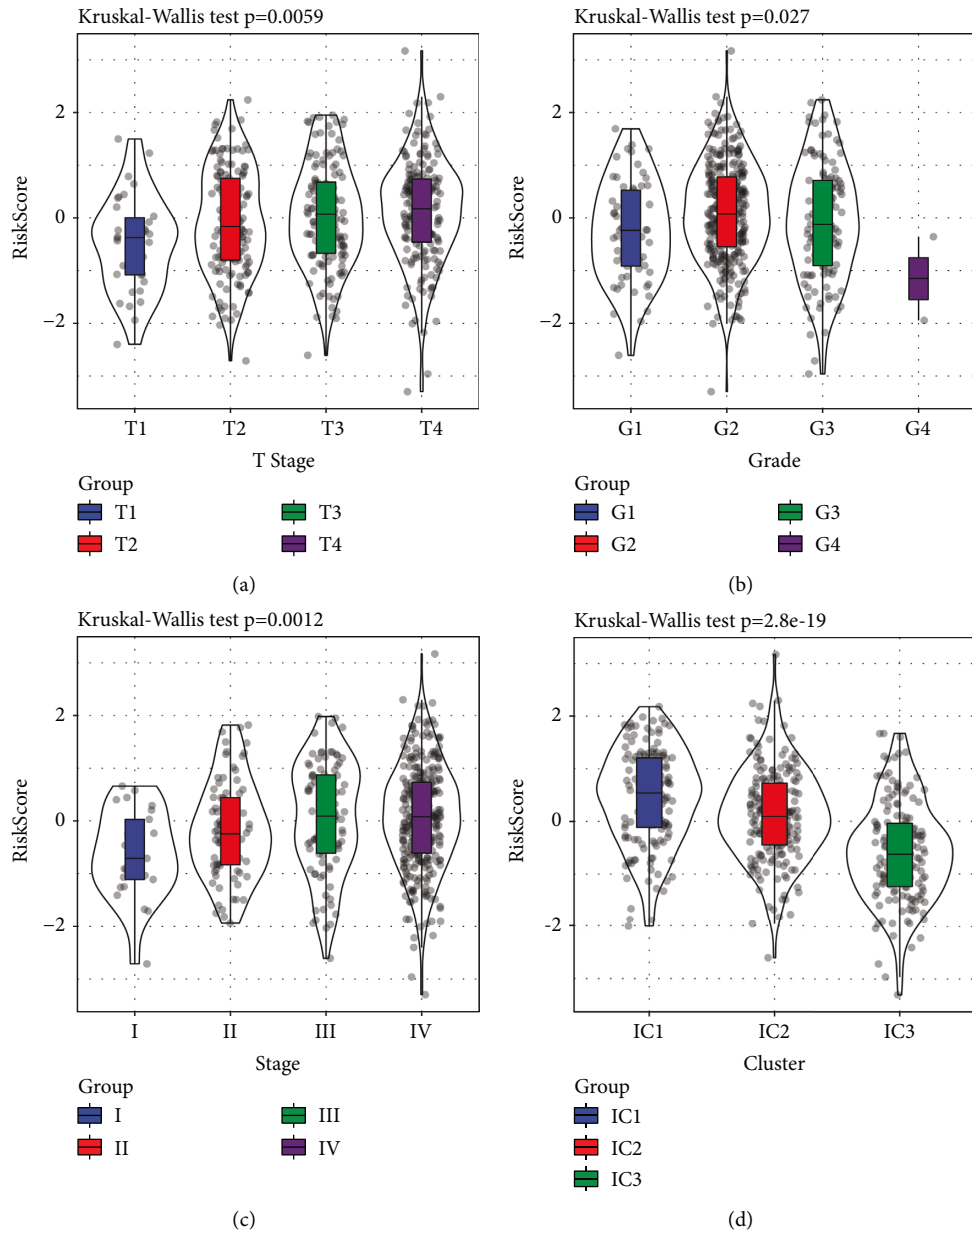 Kruskal-Wallis test p=0.0059
RiskScore
2
0
−2
T1 T2 T3 T4
T Stage
Group
T1 T3
T2 T4
(a)
Kruskal-Wallis test p=0.027
RiskScore
2
0
−2
G1 G2 G3 G4
Grade
Group
G1 G3
G2 G4
(b)
Kruskal-Wallis test p=0.0012
RiskScore
2
0
−2
I II III IV
Stage
Group
I III
II IV
(c)
Kruskal-Wallis test p=2.8e-19
RiskScore
2
0
−2
IC1 IC2 IC3
Cluster
Group
IC1
IC2
IC3
(d)